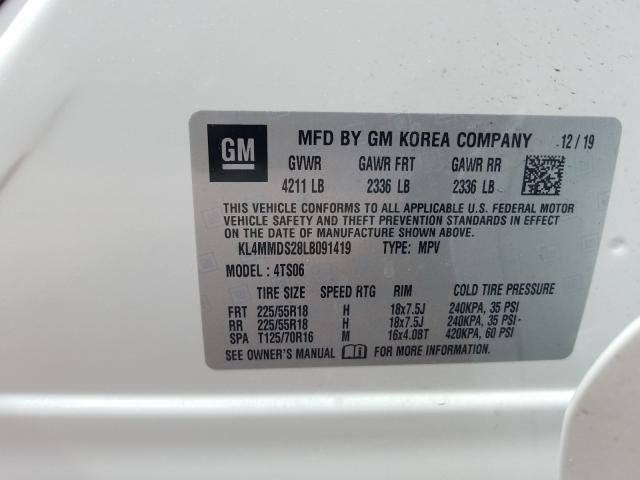 GM MFD BY GM KOREA COMPANY 12/19
GVWR GAWR FRT GAWR RR
4211 LB 2336 LB 2336 LB
THIS VEHICLE CONFORMS TO ALL APPLICABLE U.S. FEDERAL MOTOR
VEHICLE SAFETY AND THEFT PREVENTION STANDARDS IN EFFECT
ON DATE OF MANUFACTURE SHOWN ABOVE.
KL4MMDS28LB091419 TYPE: MPV
MODEL: 4TS06
TIRE SIZE SPEED RTG RIM COLD TIRE PRESSURE
FRT 225/55R18 H 18x7.5J 240KPA, 35 PSI
RR 225/55R18 H 18x7.5J 240KPA, 35 PSI
SPA T125/70R16 M 16x4.0BT 420KPA, 60 PSI
SEE OWNER'S MANUAL FOR MORE INFORMATION